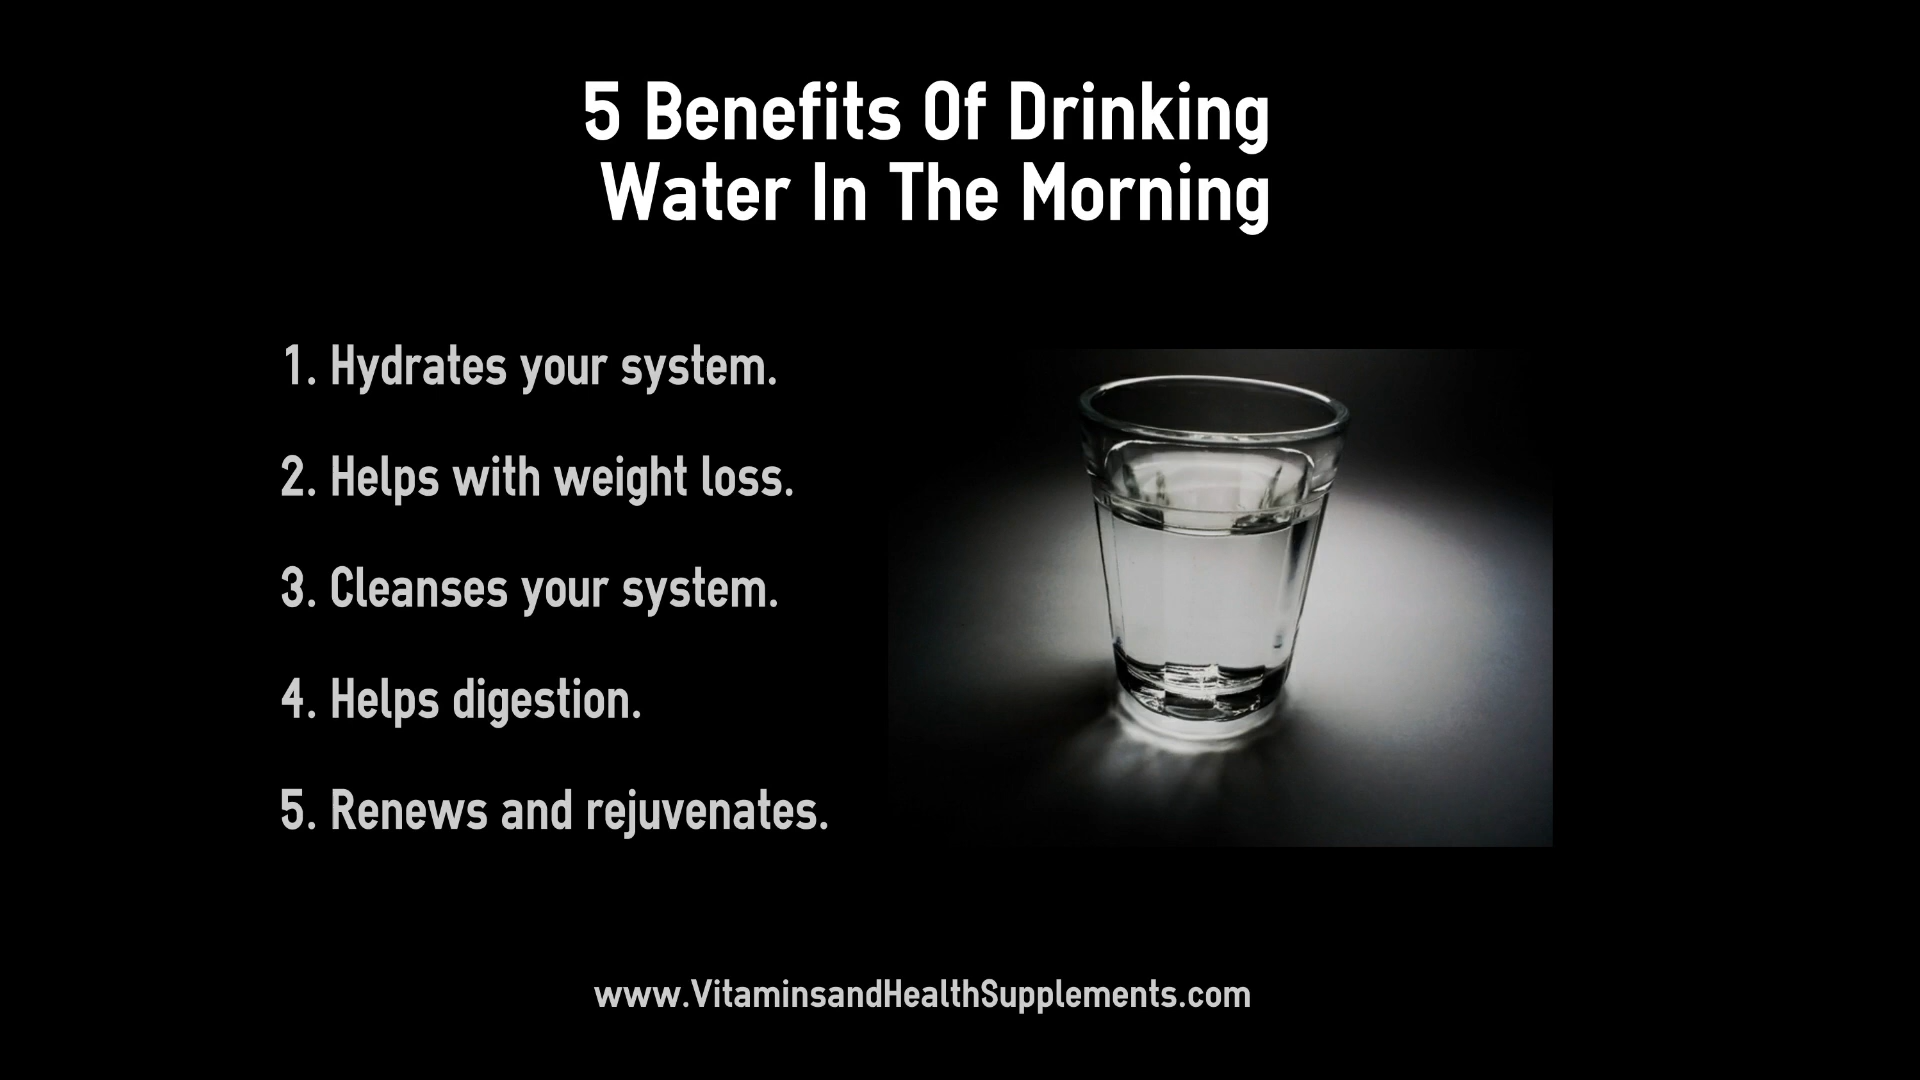 5 Benefits Of Drinking
Water In The Morning
1. Hydrates your system.
2. Helps with weight loss.
3. Cleanses your system.
4. Helps digestion.
5. Renews and rejuvenates.
www.VitaminsandHealthSupplements.com